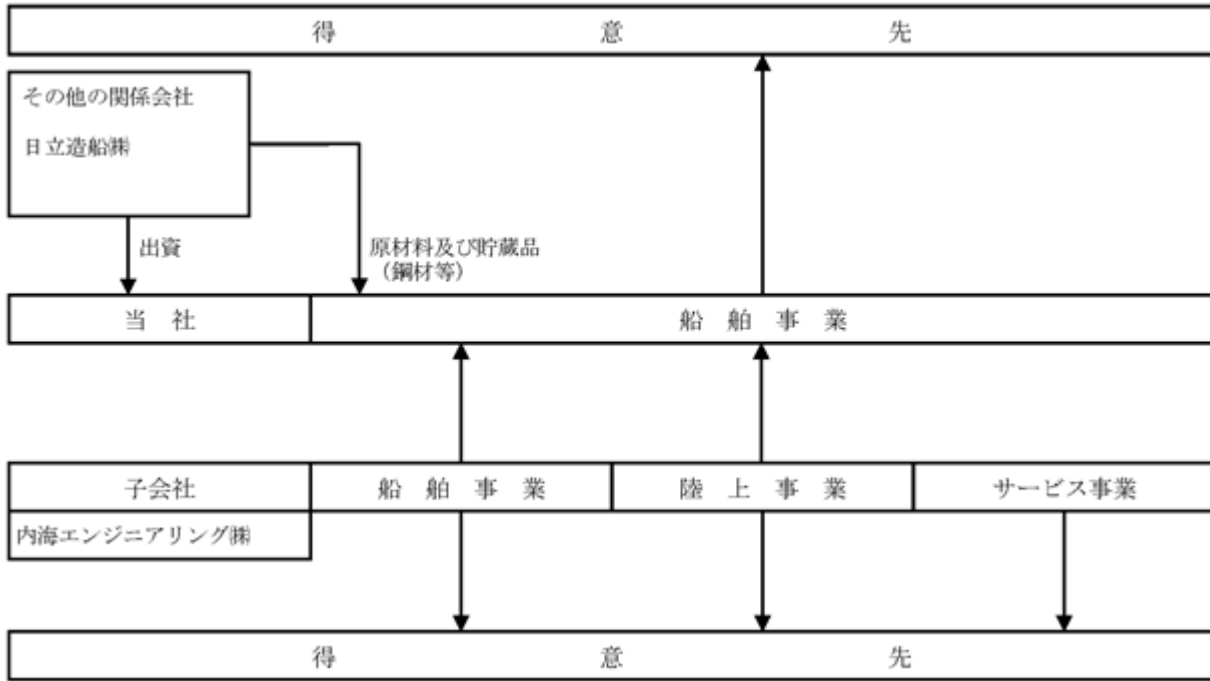 得意先
その他の関係会社
日立造船㈱
出資
原材料及び貯蔵品
（鋼材等）
当社
船舶事業
子会社
船舶事業
陸上事業
サービス事業
内海エンジニアリング㈱
得意先